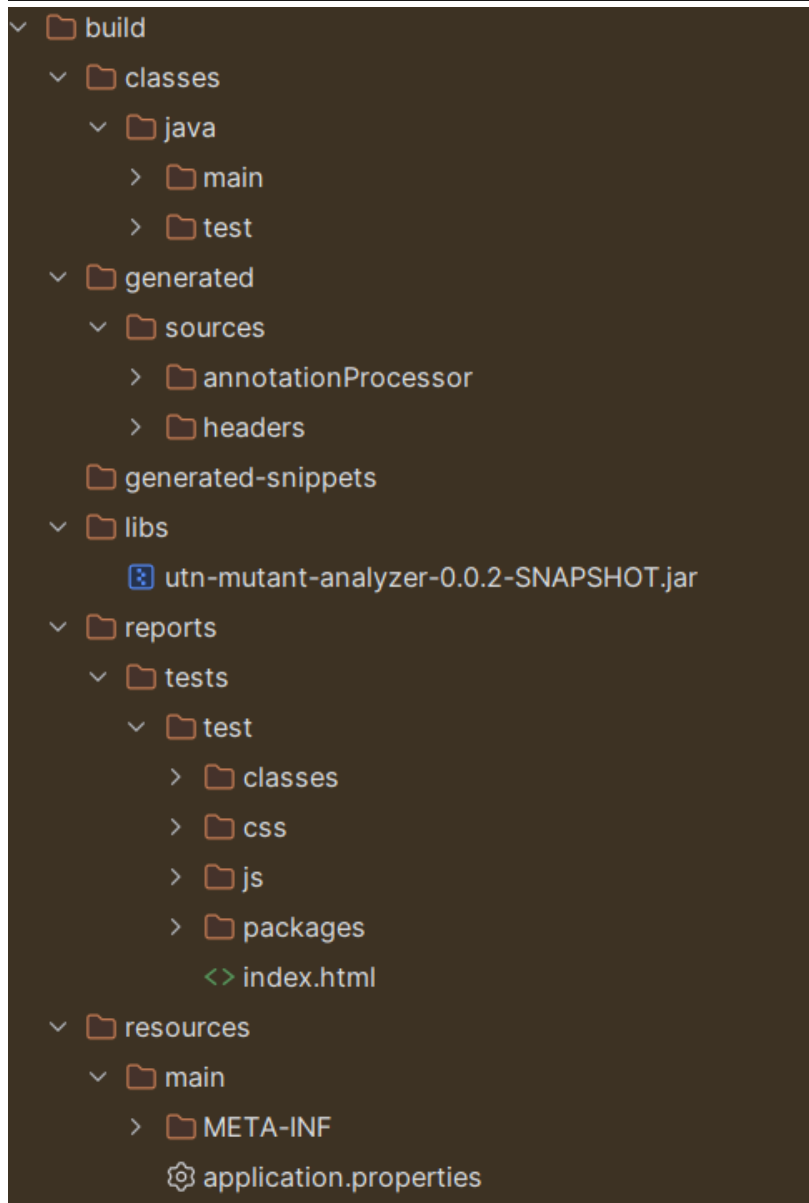 build
classes
java
main
test
generated
sources
annotationProcessor
headers
generated-snippets
libs
utn-mutant-analyzer-0.0.2-SNAPSHOT.jar
reports
tests
test
classes
css
js
packages
index.html
resources
main
META-INF
application.properties